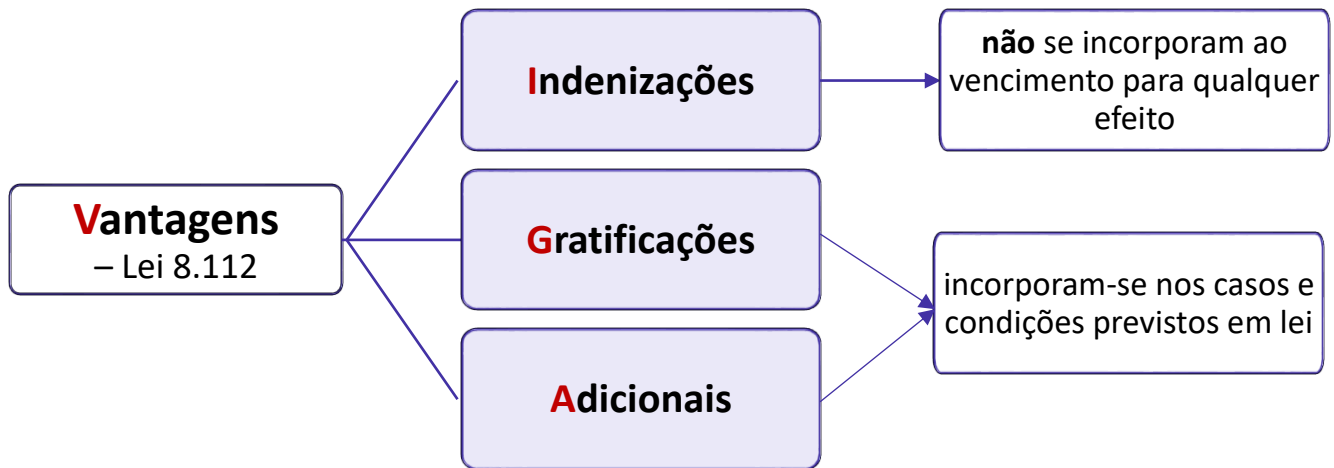 Vantagens
– Lei 8.112
Indenizações
não se incorporam ao
vencimento para qualquer
efeito
Gratificações
Adicionais
incorporam-se nos casos e
condições previstos em lei